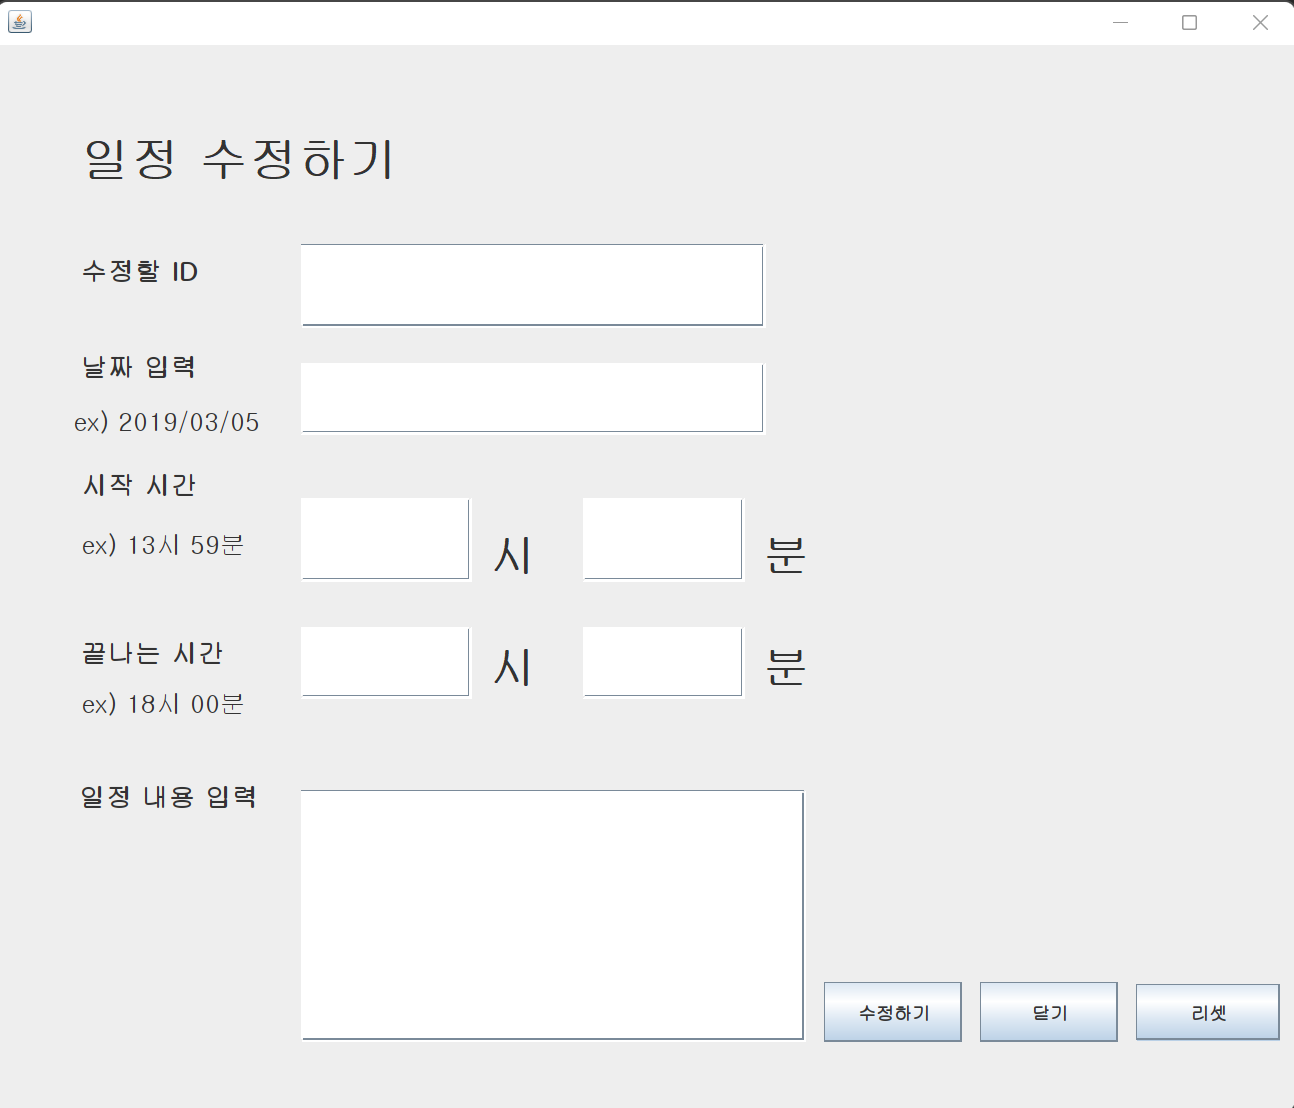 일정 수정하기
수정할 ID
날짜 입력
ex) 2019/03/05
시작 시간
ex) 13시 59분
시 분
끝나는 시간
ex) 18시 00분
시 분
일정 내용 입력
수정하기 닫기 리셋